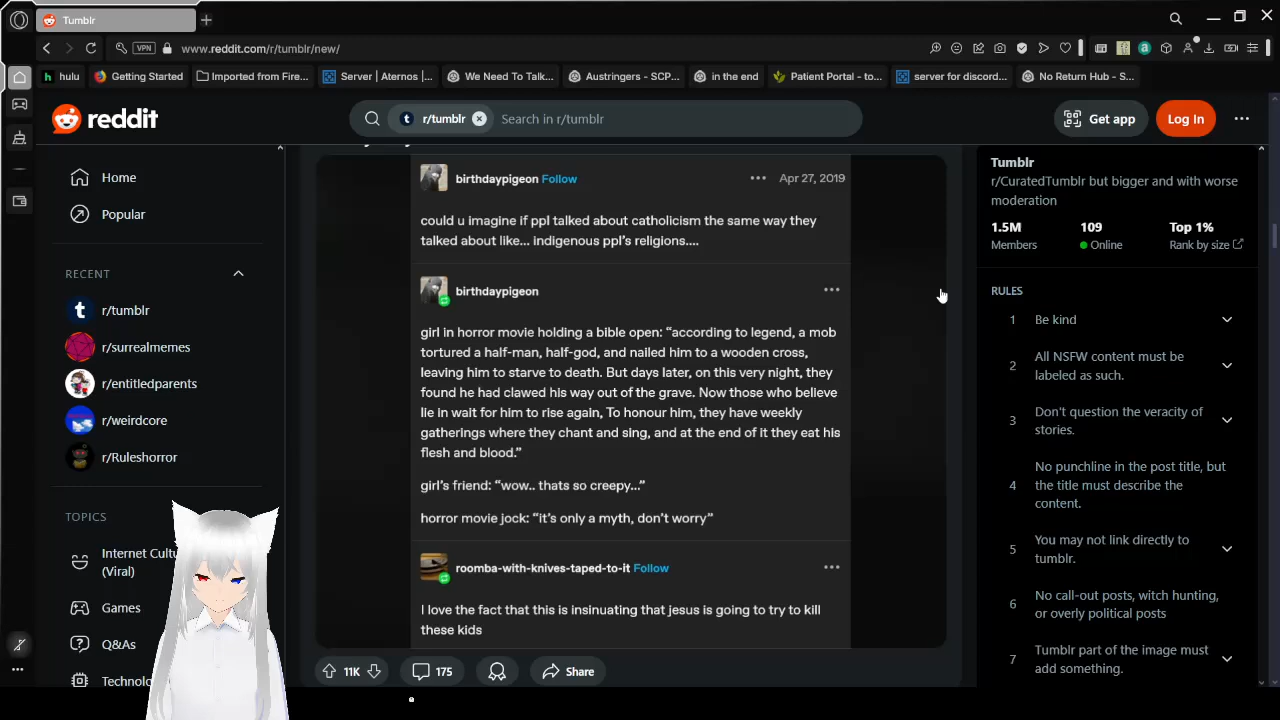 Tumblr
VPN
www.reddit.com/r/tumblr/new/
hulu
Getting Started
Imported from Fire...
Server | Aternos |...
We Need To Talk...
Austringers - SCP...
in the end
Patient Portal - to...
server for discord...
No Return Hub - S...
reddit
r/tumblr
Search in r/tumblr
Get app
Log In
Home
Popular
RECENT
r/tumblr
r/surrealmemes
r/entitledparents
r/weirdcore
r/Ruleshorror
TOPICS
Internet Cultu
(Viral)
Games
Q&As
Technolo
birthdaypigeon Follow
Apr 27, 2019
could u imagine if ppl talked about catholicism the same way they
talked about like... indigenous ppl's religions....
birthdaypigeon
girl in horror movie holding a bible open: “according to legend, a mob
tortured a half-man, half-god, and nailed him to a wooden cross,
leaving him to starve to death. But days later, on this very night, they
found he had clawed his way out of the grave. Now those who believe
lie in wait for him to rise again, To honour him, they have weekly
gatherings where they chant and sing, and at the end of it they eat his
flesh and blood.”
girl's friend: “wow.. thats so creepy...”
horror movie jock: “it's only a myth, don't worry”
roomba-with-knives-taped-to-it Follow
I love the fact that this is insinuating that jesus is going to try to kill
these kids
11K
175
Share
Tumblr
r/CuratedTumblr but bigger and with worse
moderation
1.5M
109
Top 1%
Members
Online
Rank by size
RULES
1 Be kind
2 All NSFW content must be
labeled as such.
3 Don't question the veracity of
stories.
4 No punchline in the post title, but
the title must describe the
content.
5 You may not link directly to
tumblr.
6 No call-out posts, witch hunting,
or overly political posts
7 Tumblr part of the image must
add something.